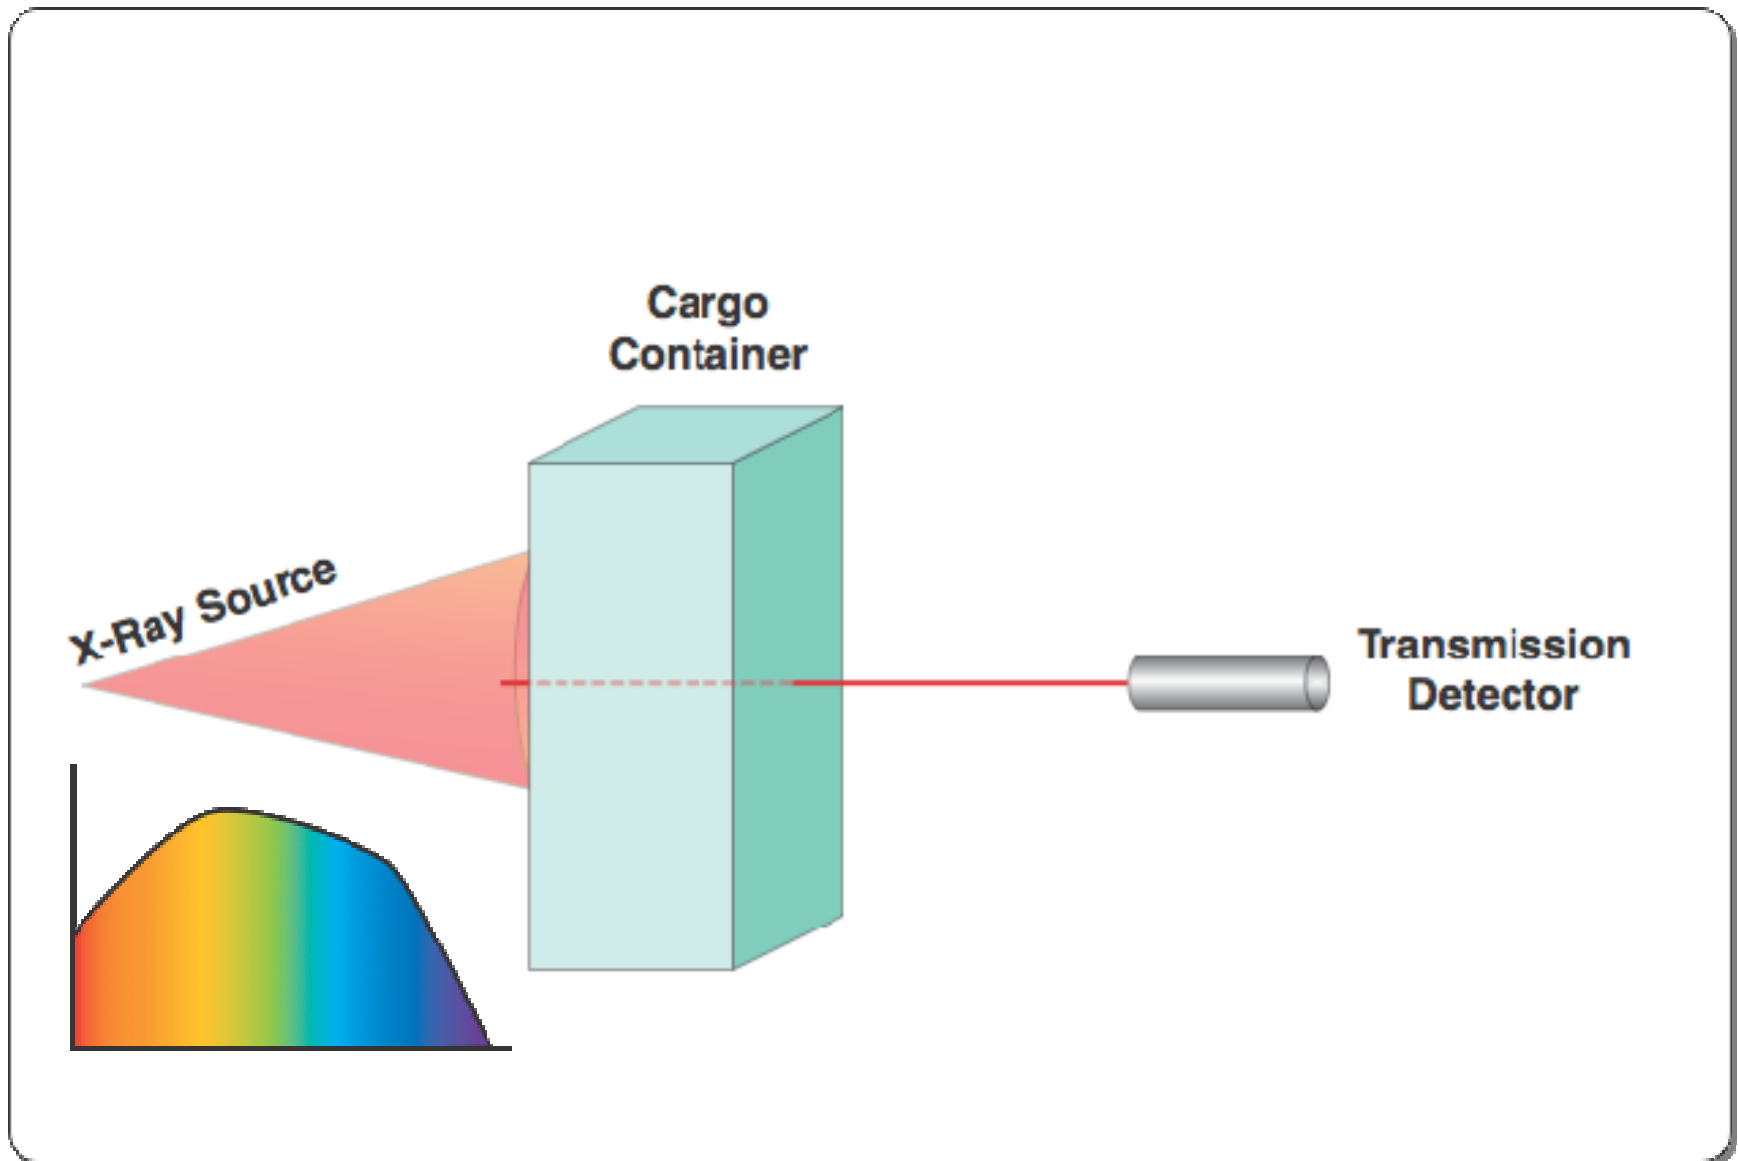 Cargo
Container
X-Ray Source
Transmission
Detector